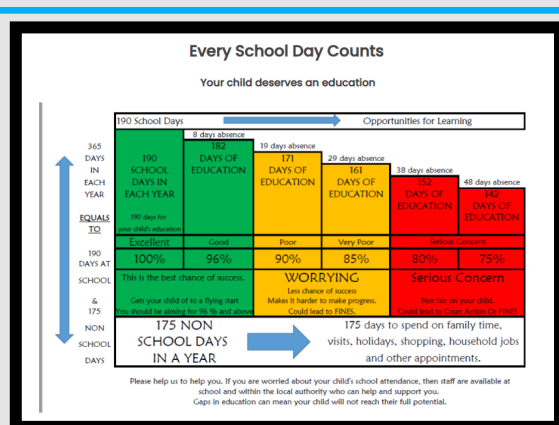 Every School Day Counts
Your child deserves an education
190 School Days
Opportunities for Learning
365
DAYS
IN
EACH
YEAR
EQUALS
TO
190
DAYS AT
SCHOOL
&
175
NON
SCHOOL
DAYS
190
SCHOOL
DAYS IN
EACH YEAR
190 days for
your child's education
8 days absence
182
DAYS OF
EDUCATION
19 days absence
171
DAYS OF
EDUCATION
29 days absence
161
DAYS OF
EDUCATION
38 days absence
152
DAYS OF
EDUCATION
48 days absence
142
DAYS OF
EDUCATION
Excellent Good Poor Very Poor Serious Concern
100% 96% 90% 85% 80% 75%
This is the best chance of success.
Gets your child of to a flying start
You should be aiming for 96 % and above
WORRYING
Less chance of success
Makes it harder to make progress.
Could lead to FINES.
Serious Concern
Not fair on your child.
Could lead to Court Action Or FINES
175 NON
SCHOOL DAYS
IN A YEAR
175 days to spend on family time,
visits, holidays, shopping, household jobs
and other appointments.
Please help us to help you. If you are worried about your child's school attendance, then staff are available at
school and within the local authority who can help and support you.
Gaps in education can mean your child will not reach their full potential.